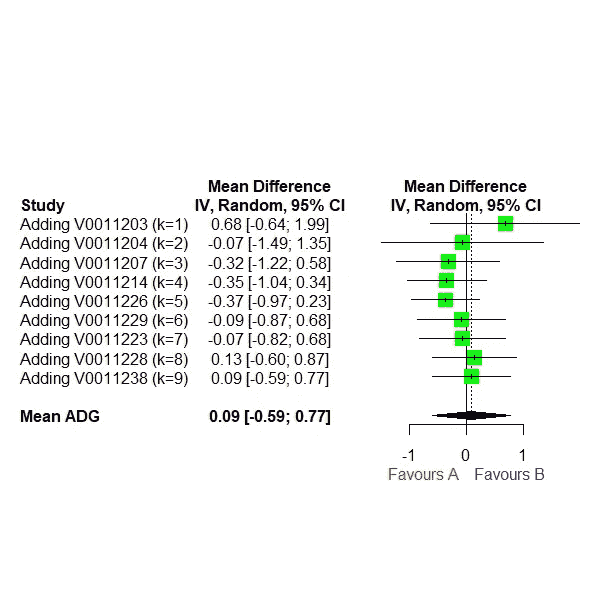 Mean Difference Mean Difference
Study IV, Random, 95% CI IV, Random, 95% CI
Adding V0011203 (k=1) 0.68 [-0.64; 1.99]
Adding V0011204 (k=2) -0.07 [-1.49; 1.35]
Adding V0011207 (k=3) -0.32 [-1.22; 0.58]
Adding V0011214 (k=4) -0.35 [-1.04; 0.34]
Adding V0011226 (k=5) -0.37 [-0.97; 0.23]
Adding V0011229 (k=6) -0.09 [-0.87; 0.68]
Adding V0011223 (k=7) -0.07 [-0.82; 0.68]
Adding V0011228 (k=8) 0.13 [-0.60; 0.87]
Adding V0011238 (k=9) 0.09 [-0.59; 0.77]
Mean ADG 0.09 [-0.59; 0.77]
-1 0 1
Favours A Favours B